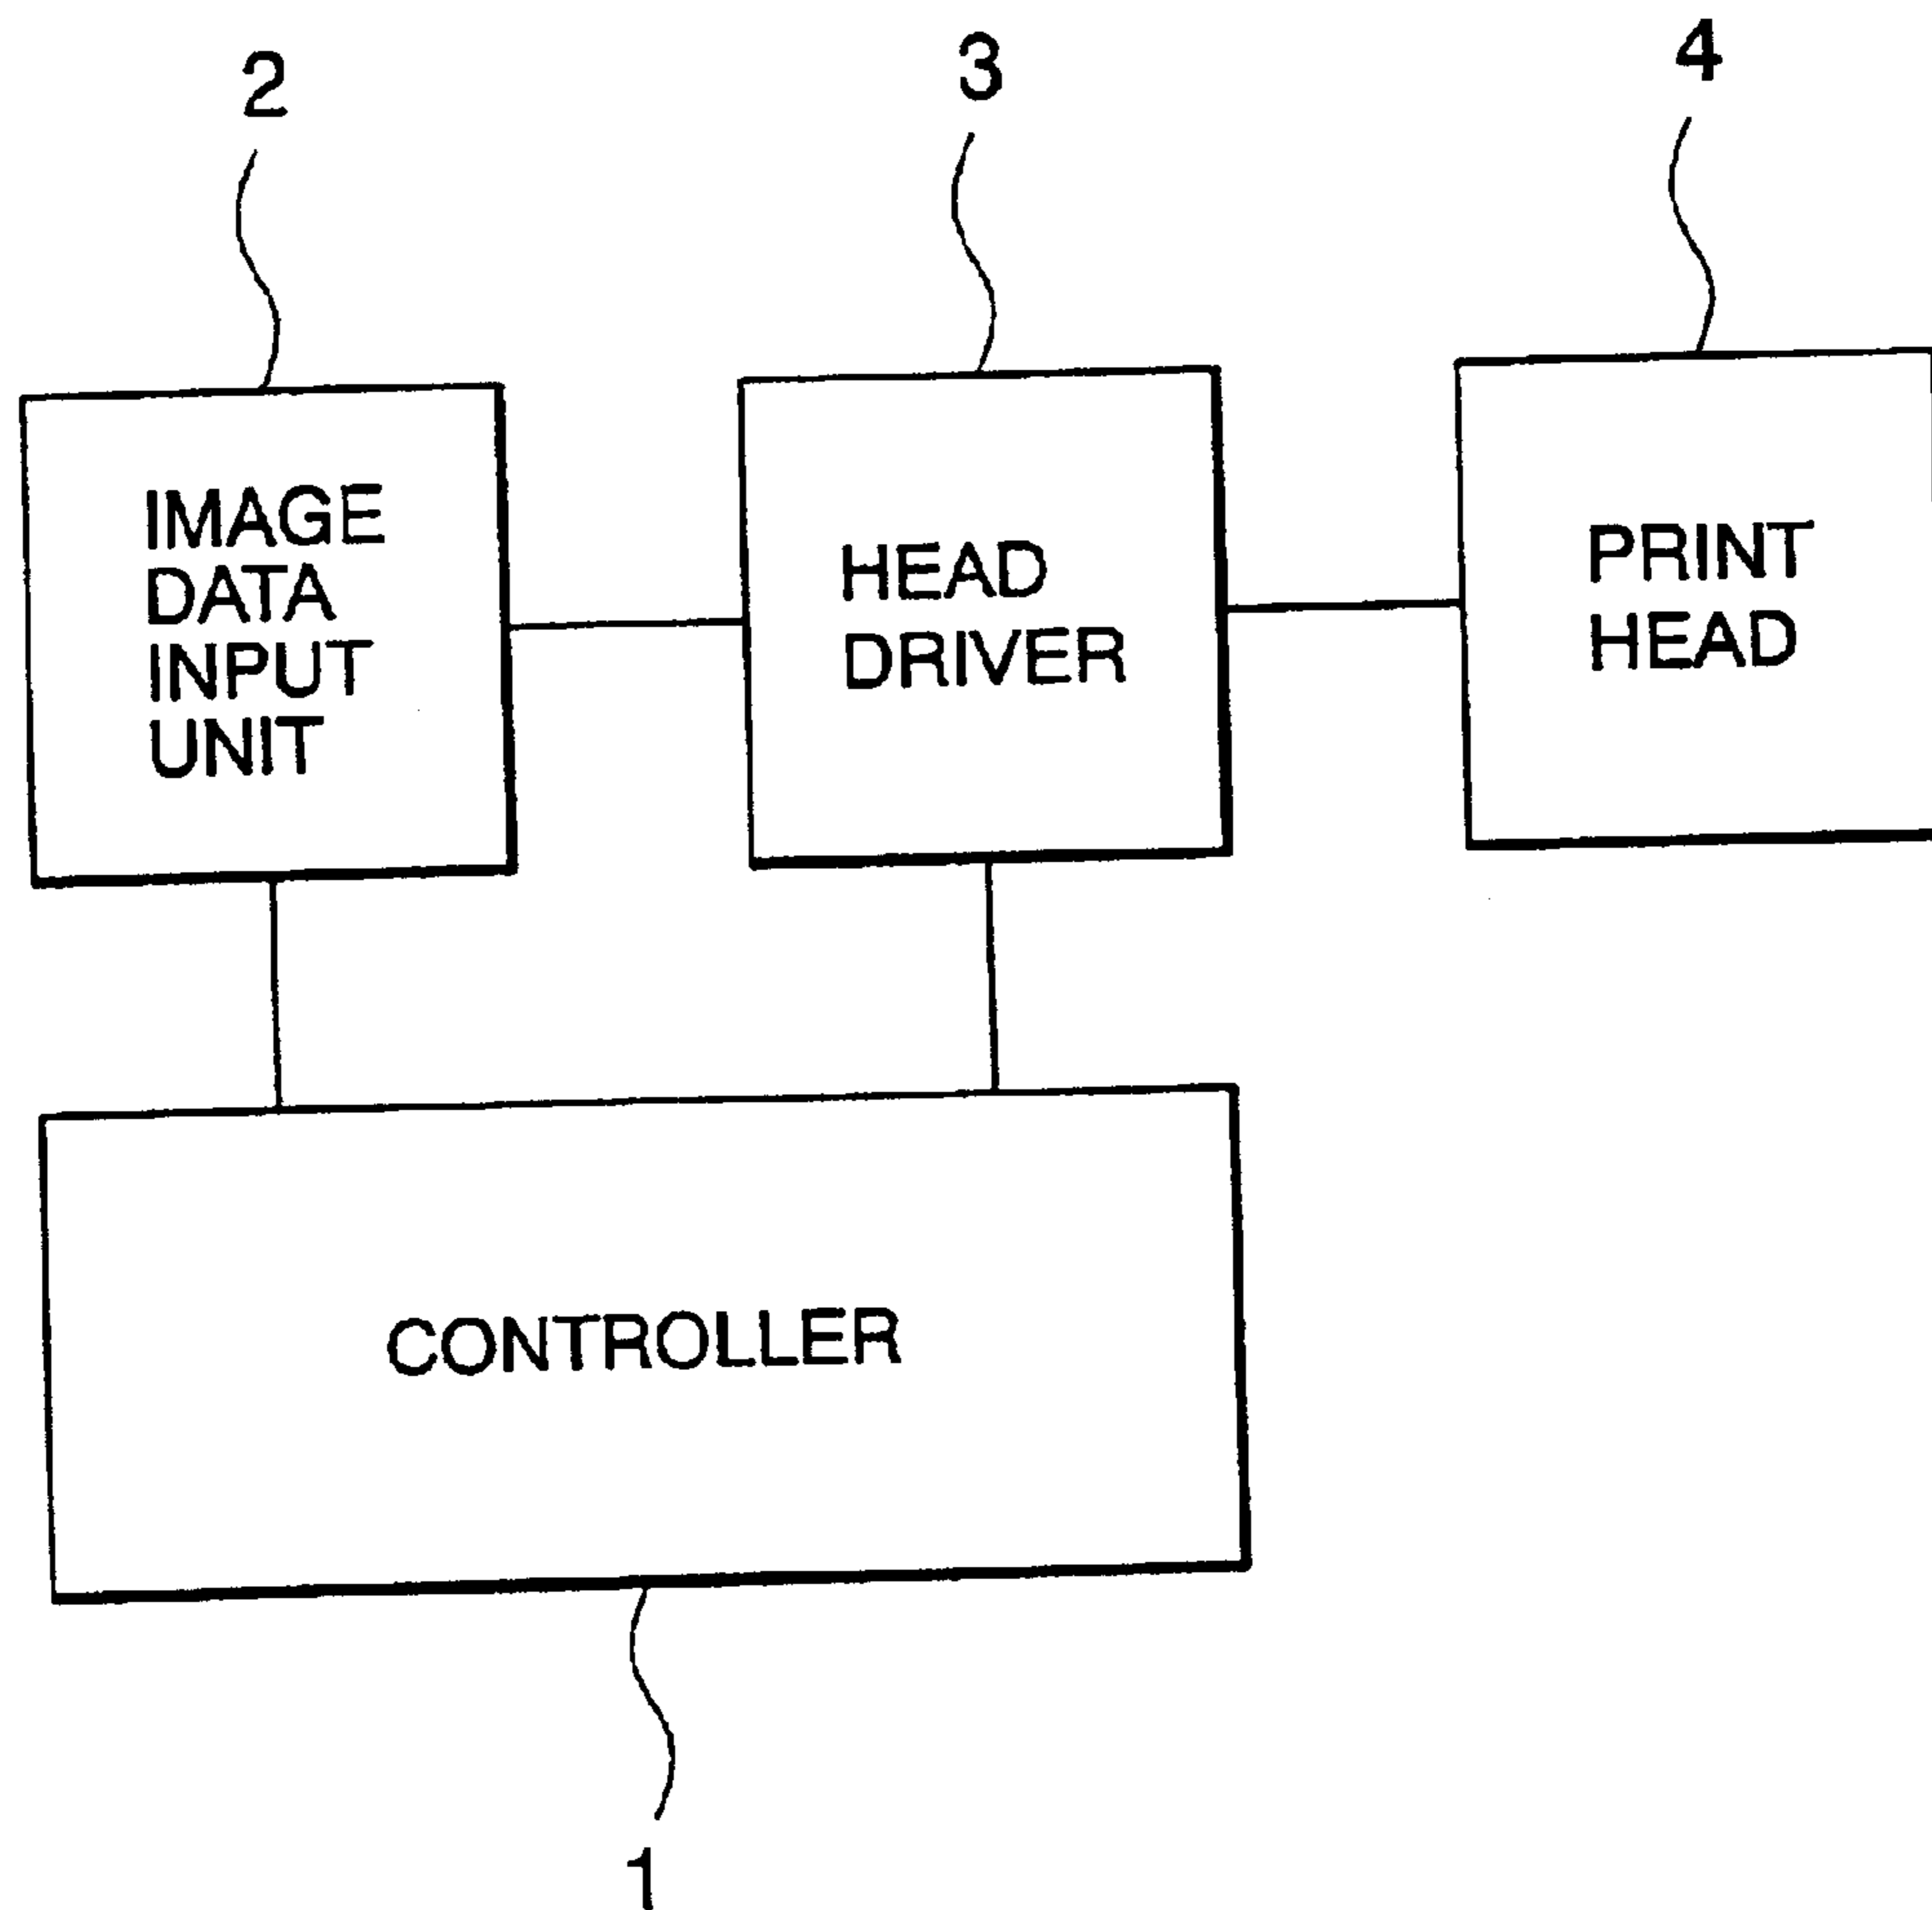 2
3
4
IMAGE
DATA
INPUT
UNIT
HEAD
DRIVER
PRINT
HEAD
CONTROLLER
1